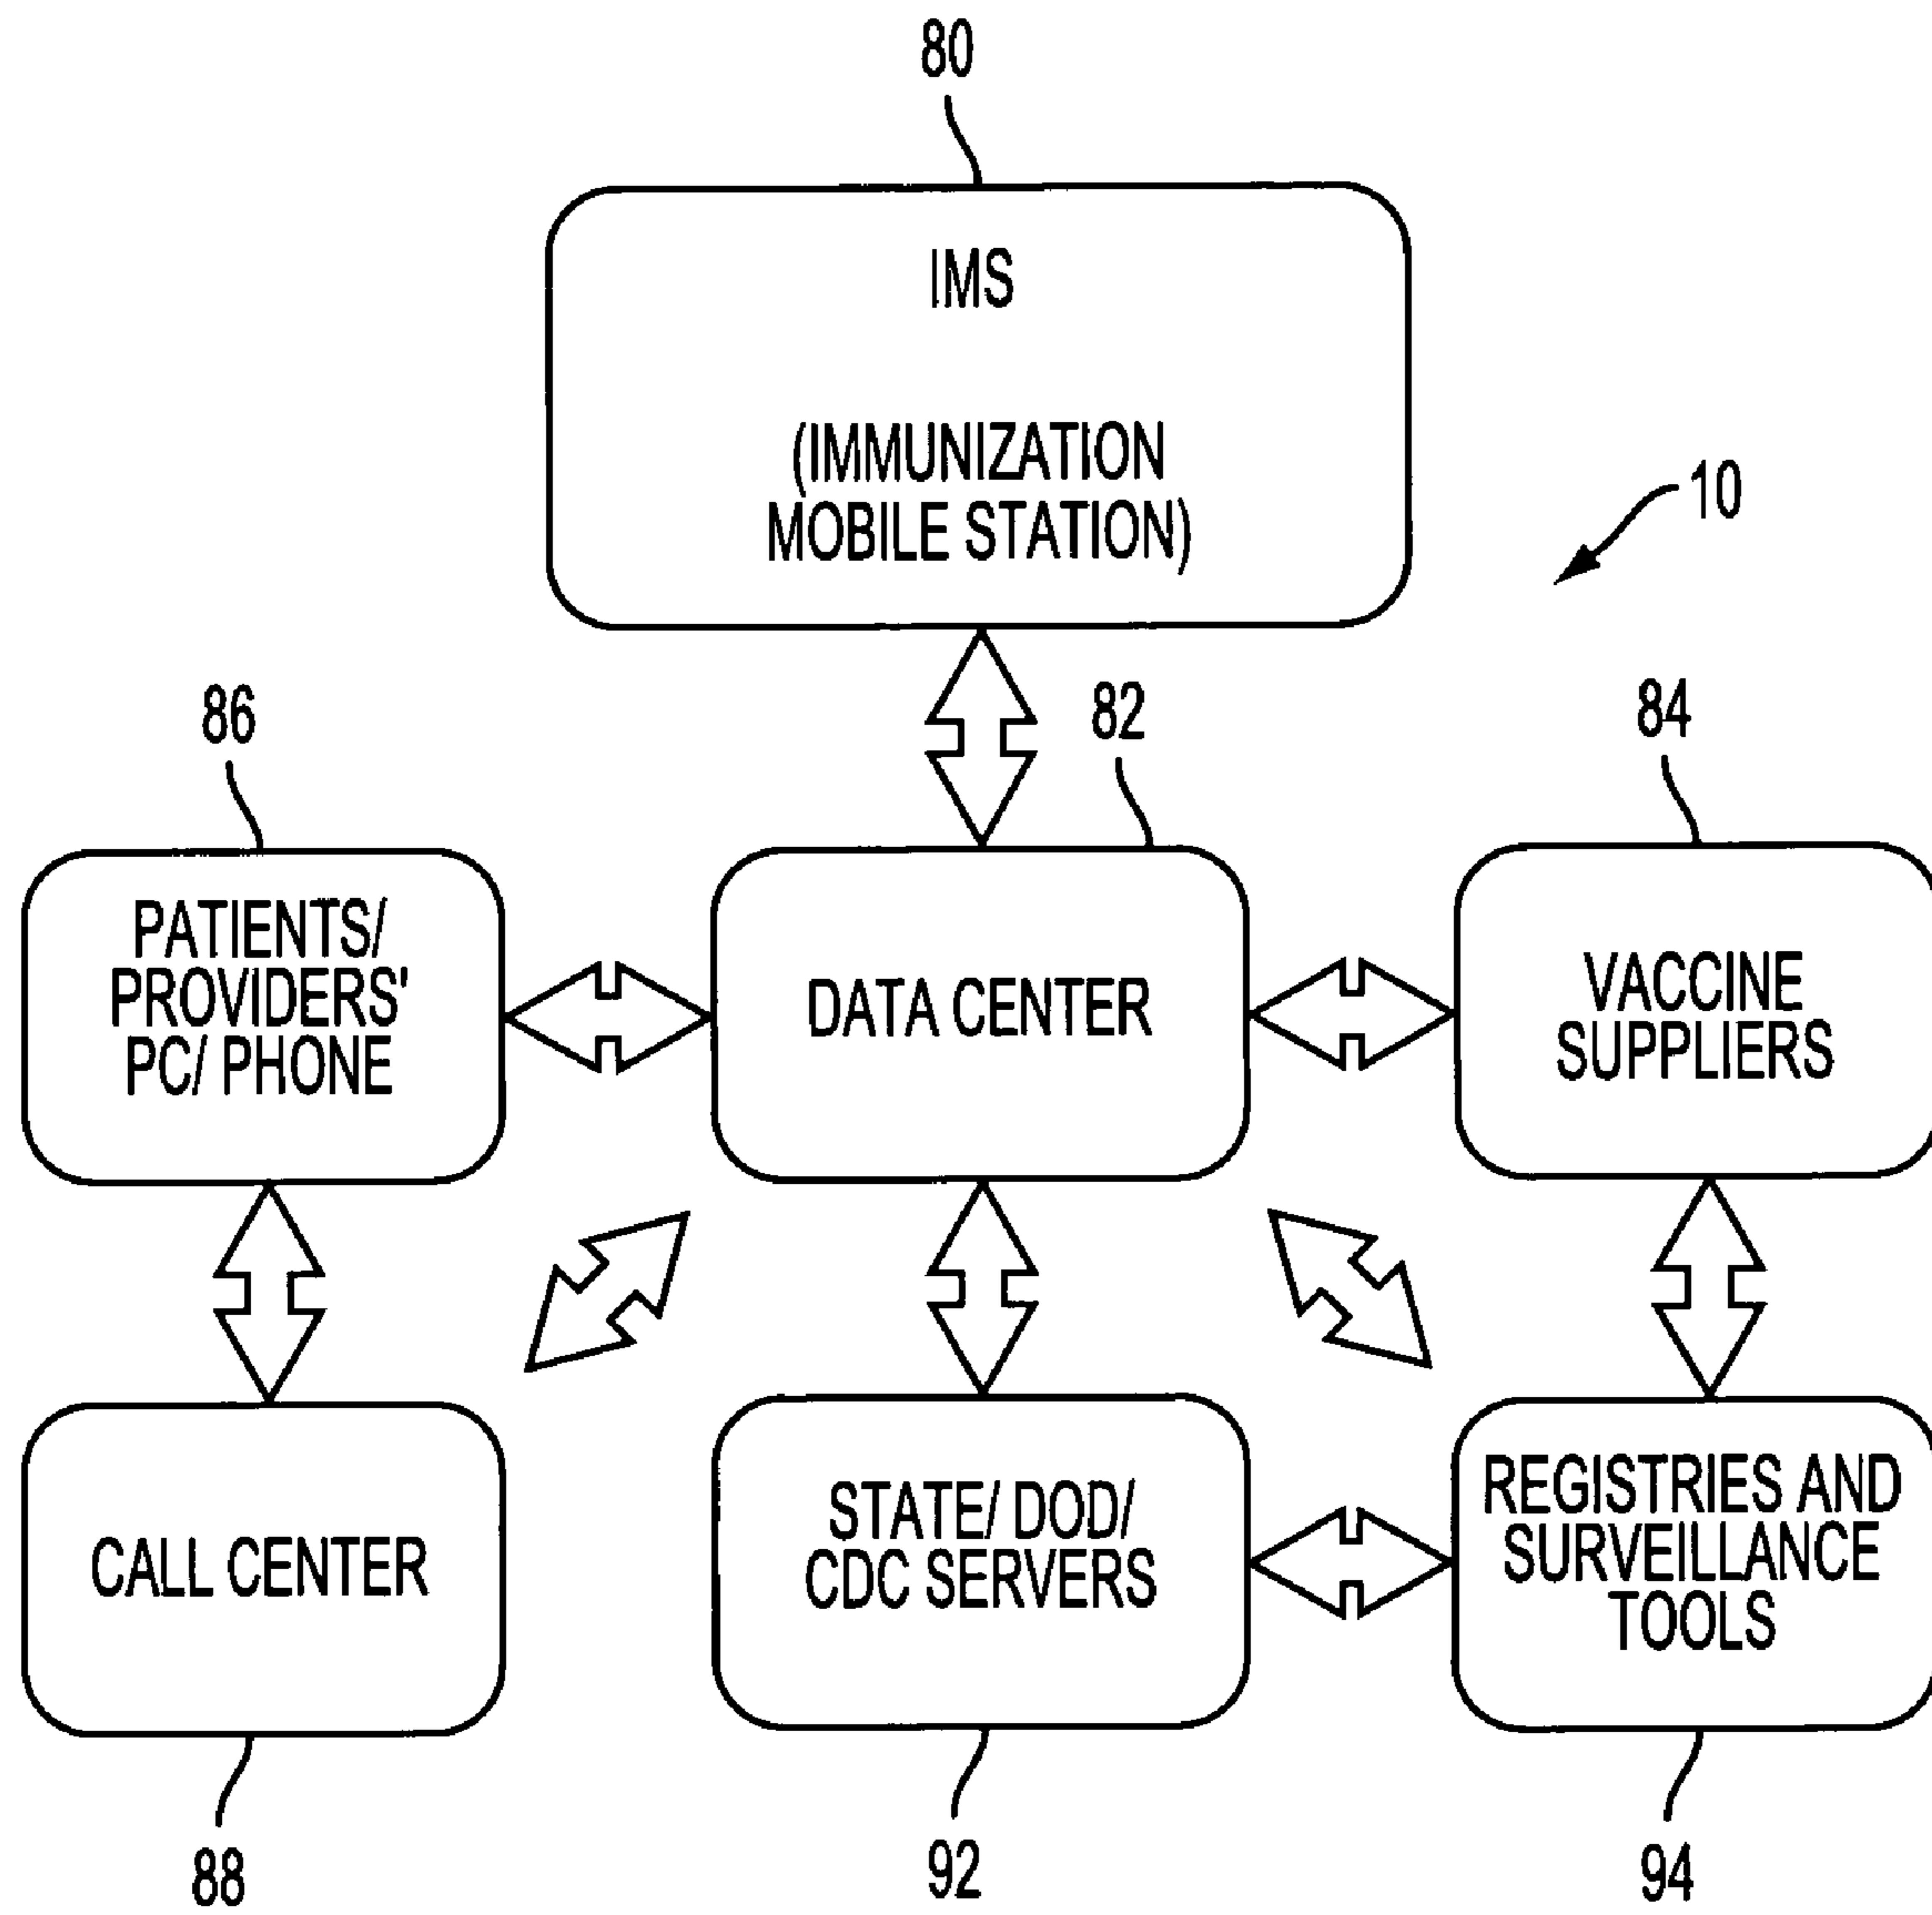 80
IMS
(IMMUNIZATION
MOBILE STATION)
10
86
82
84
PATIENTS/
PROVIDERS'
PC/ PHONE
DATA CENTER
VACCINE
SUPPLIERS
CALL CENTER
STATE/ DOD/
CDC SERVERS
REGISTRIES AND
SURVEILLANCE
TOOLS
88
92
94